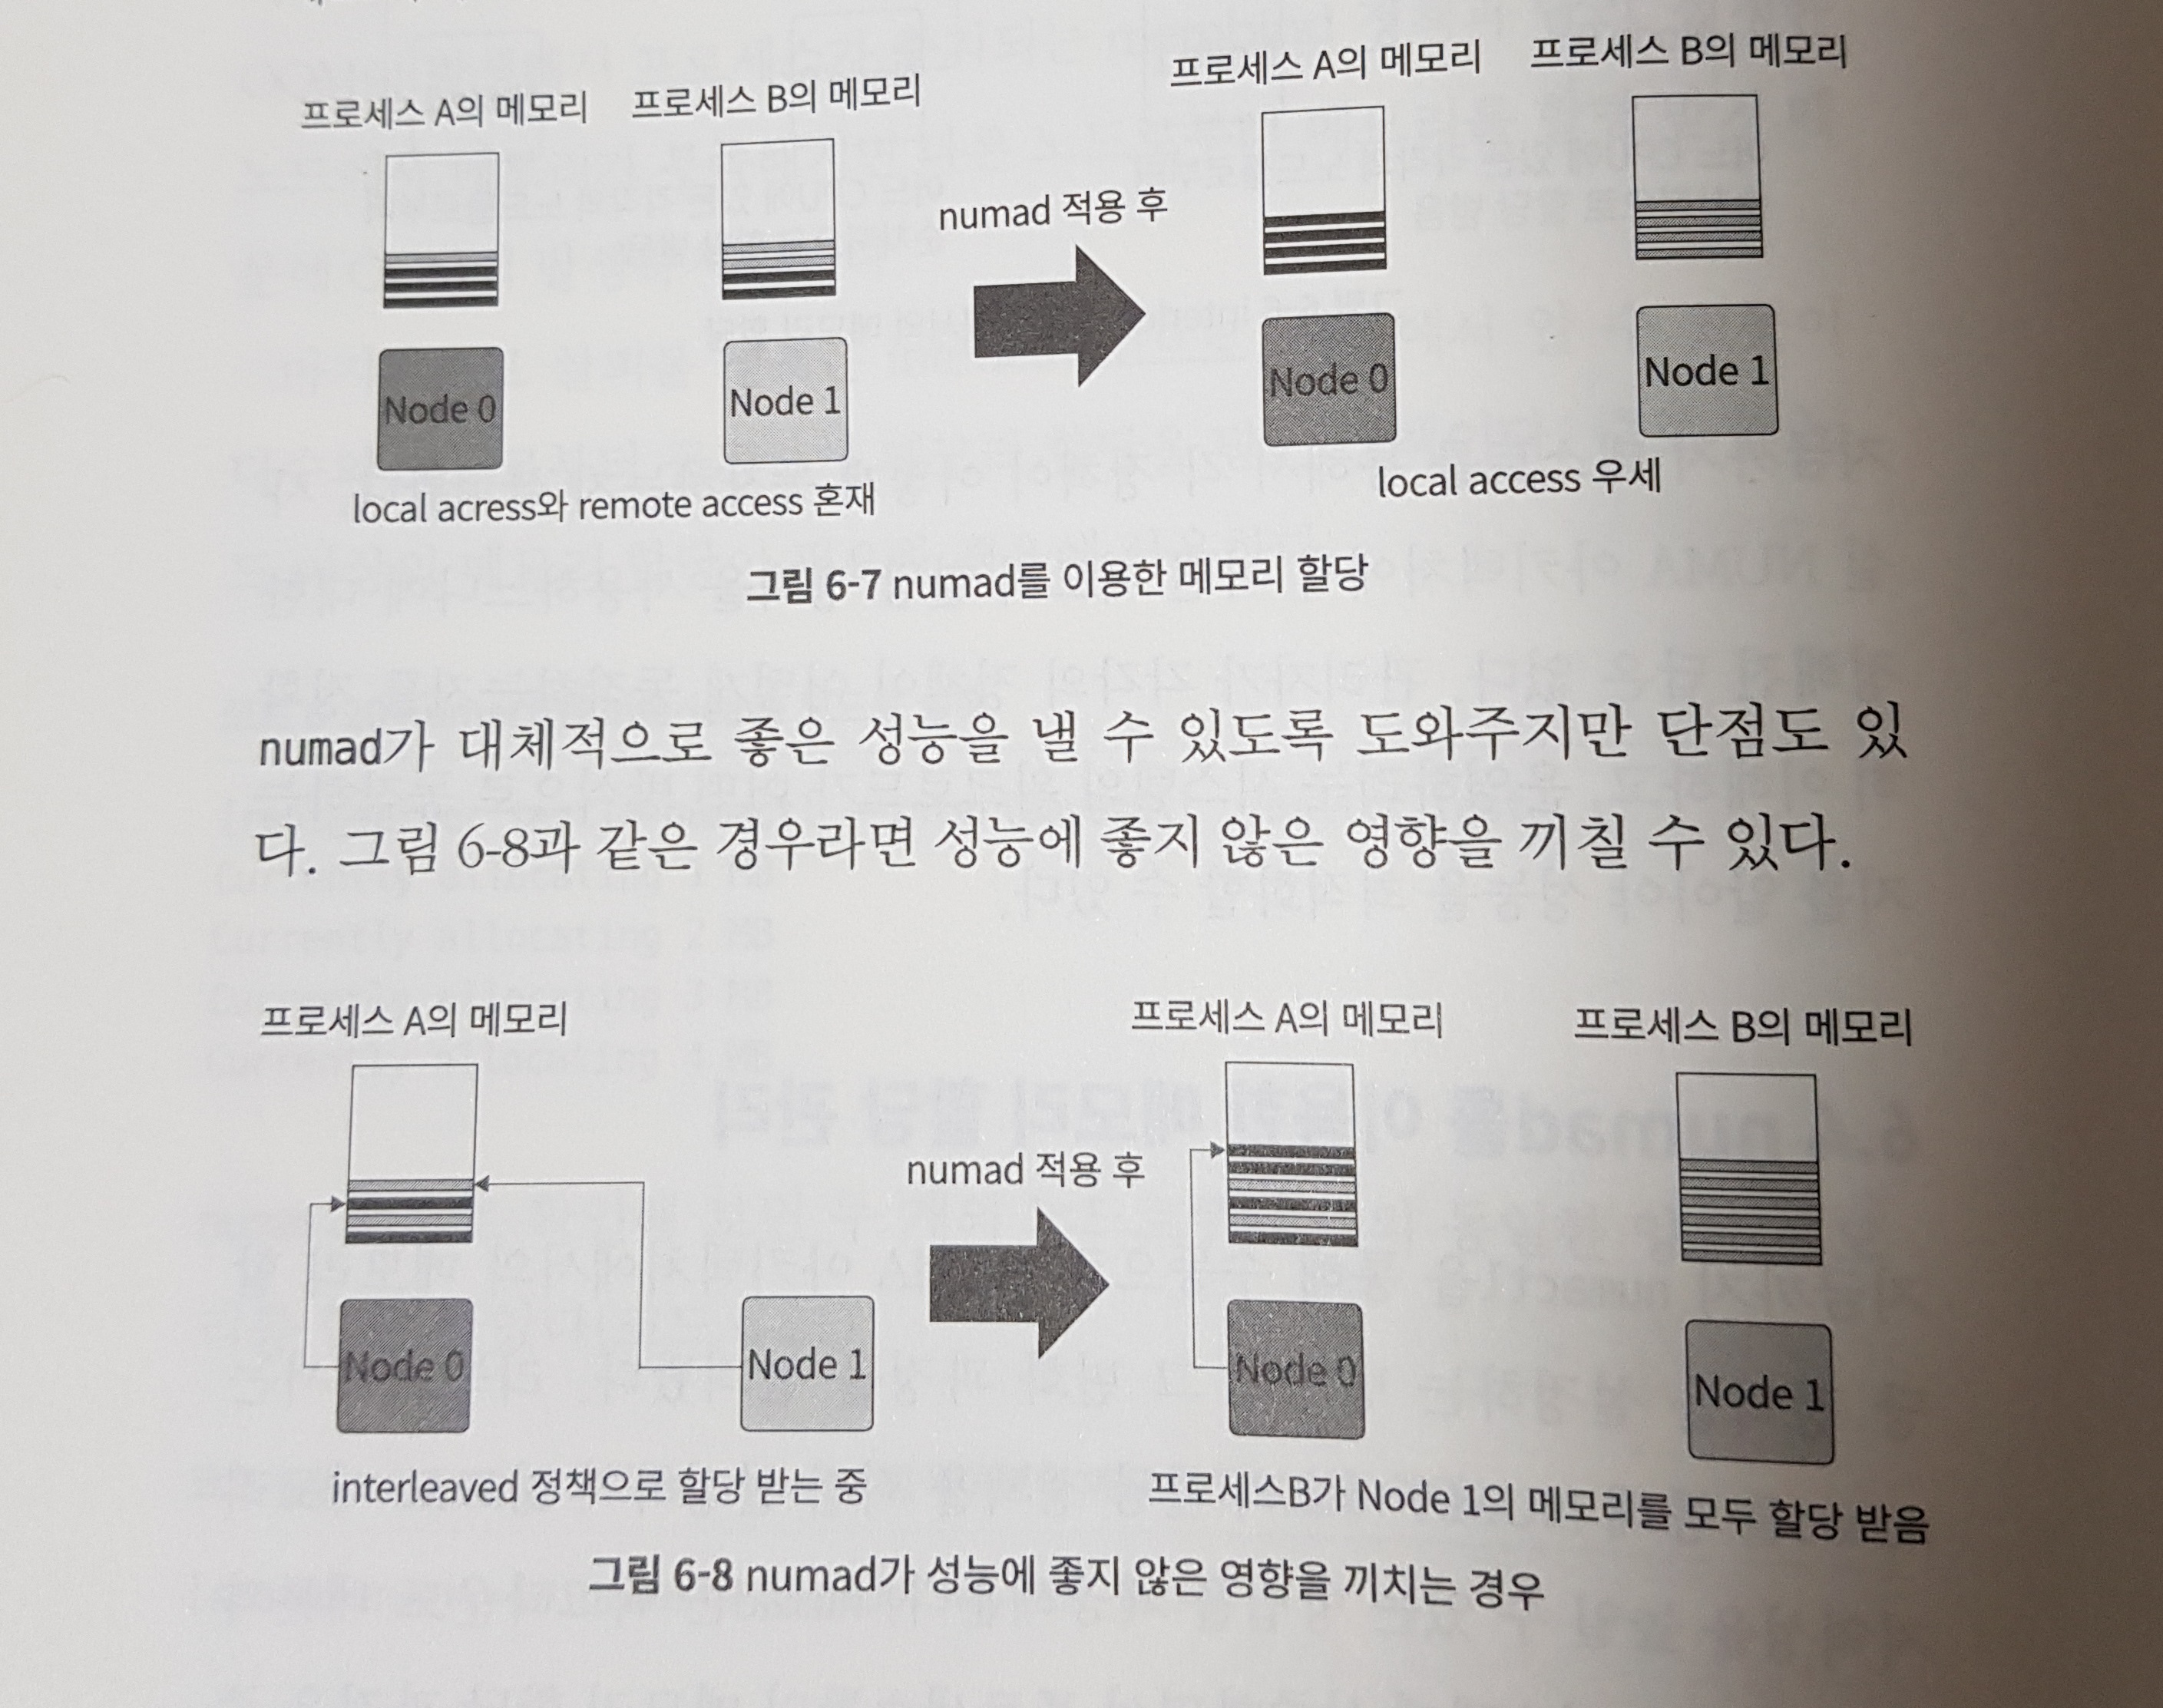 프로세스 A의 메모리 프로세스 B의 메모리 프로세스 A의 메모리 프로세스 B의 메모리
numad 적용 후
Node 0 Node 1 Node 0 Node 1
local acress와 remote access 혼재 local access 우세
그림 6-7 numad를 이용한 메모리 할당
numad가 대체적으로 좋은 성능을 낼 수 있도록 도와주지만 단점도 있
다. 그림 6-8과 같은 경우라면 성능에 좋지 않은 영향을 끼칠 수 있다.
프로세스 A의 메모리 프로세스 A의 메모리 프로세스 B의 메모리
numad 적용 후
Node 0 Node 1 Node 0 Node 1
interleaved 정책으로 할당 받는 중 프로세스B가 Node 1의 메모리를 모두 할당 받음
그림 6-8 numad가 성능에 좋지 않은 영향을 끼치는 경우